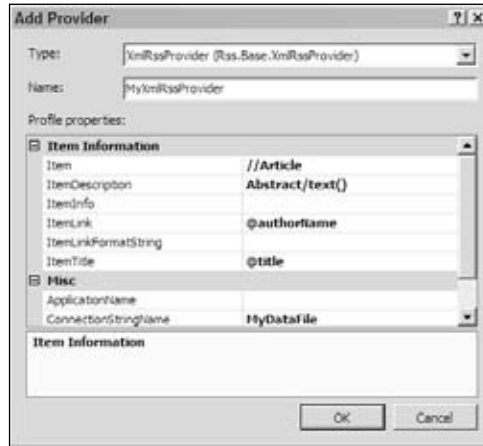 Add Provider
Type: XmlRssProvider (Rss.Base.XmlRssProvider)
Name: MyXmlRssProvider
Profile properties:
Item Information
Item //Article
ItemDescription Abstract/text()
ItemInfo
ItemLink @authorName
ItemLinkFormatString
ItemTitle @title
Misc
ApplicationName
ConnectionStringName MyDataFile
Item Information
OK Cancel